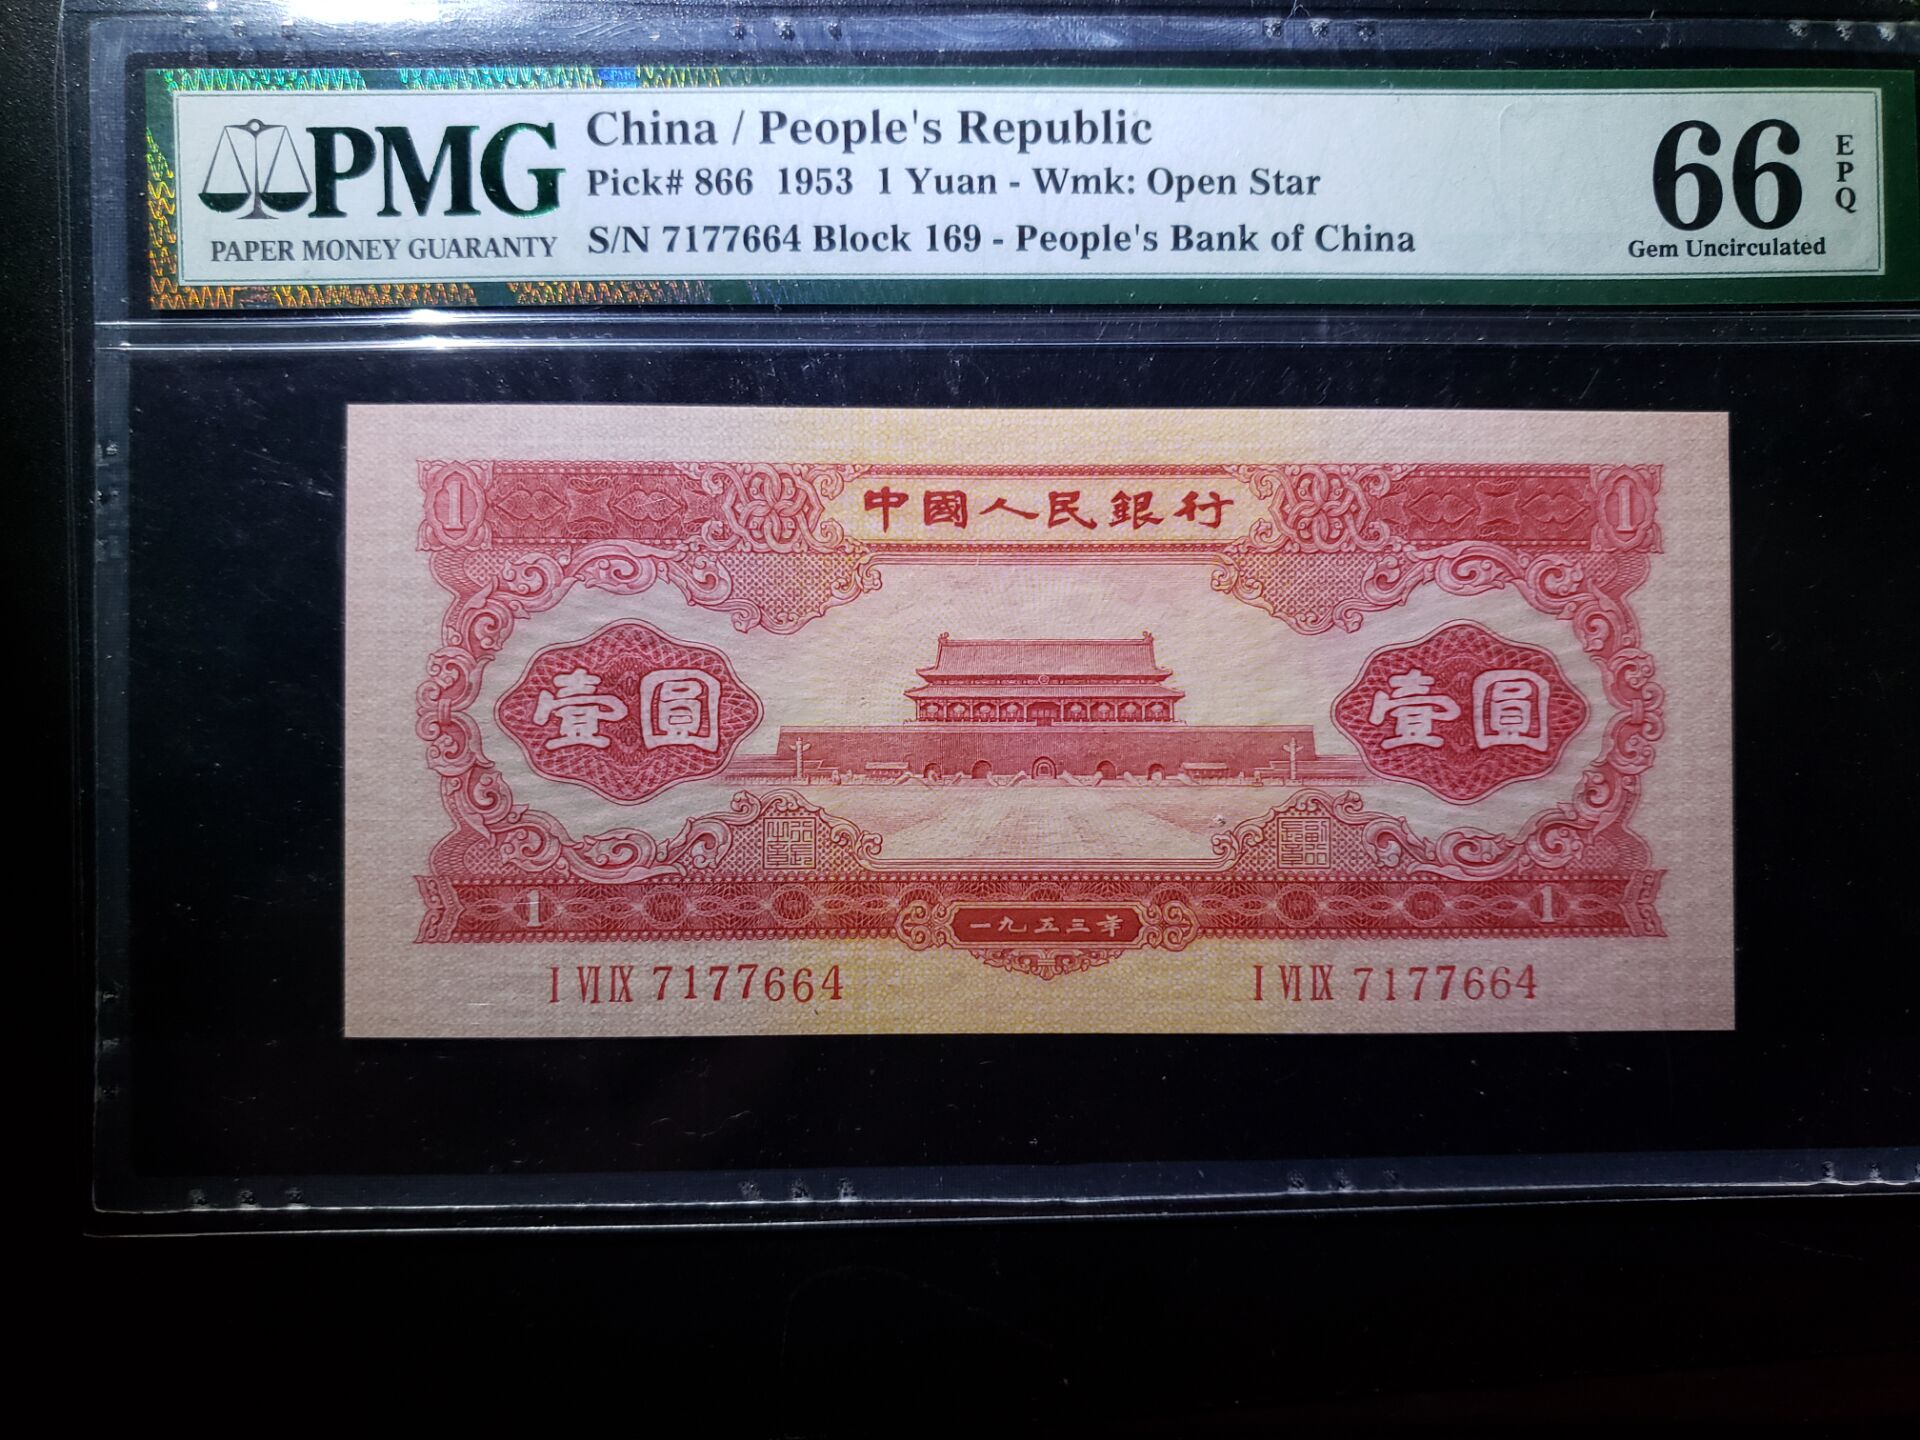 PMG
PAPER MONEY GUARANTY
China / People's Republic
Pick# 866 1953 1 Yuan - Wmk: Open Star
S/N 7177664 Block 169 - People's Bank of China
66
EPQ
Gem Uncirculated
1 中國人民銀行 1
壹圓 壹圓
1 一九五三年 1
I VI IX 7177664 I VI IX 7177664